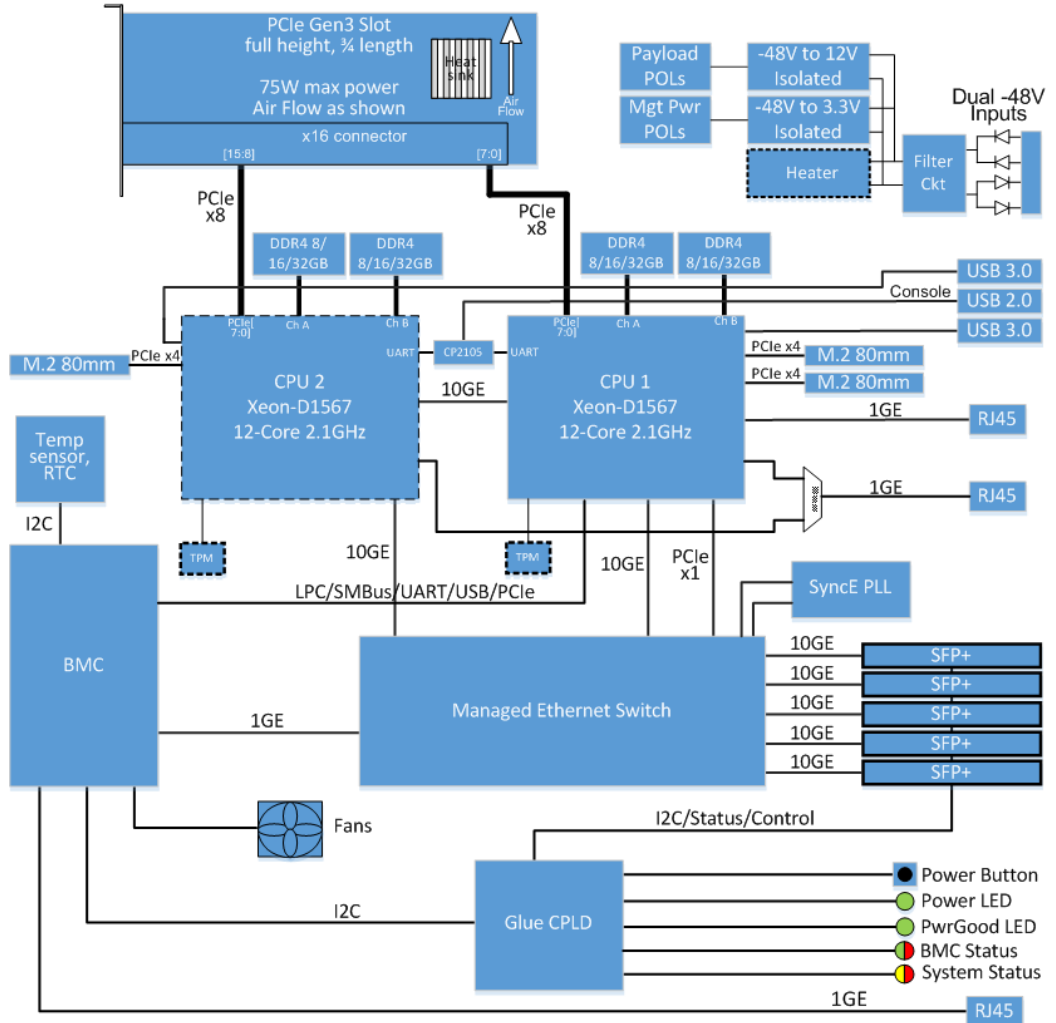 PCIe Gen3 Slot
full height, ¾ length
75W max power
Air Flow as shown
Heat
sink
Air
Flow
x16 connector
[15:8]
[7:0]
Payload
POLs
-48V to 12V
Isolated
Mgt Pwr
POLs
-48V to 3.3V
Isolated
Heater
Filter
Ckt
Dual -48V
Inputs
PCIe
x8
PCIe
x8
DDR4 8/
16/32GB
DDR4
8/16/32GB
DDR4
8/16/32GB
DDR4
8/16/32GB
USB 3.0
Console
USB 2.0
USB 3.0
PCIe[
7:0]
Ch A
Ch B
UART
CP2105
UART
PCIe[
7:0]
Ch A
Ch B
M.2 80mm
PCIe x4
CPU 2
Xeon-D1567
12-Core 2.1GHz
10GE
CPU 1
Xeon-D1567
12-Core 2.1GHz
PCIe x4
M.2 80mm
PCIe x4
M.2 80mm
1GE
RJ45
1GE
RJ45
Temp
sensor,
RTC
I2C
TPM
10GE
TPM
10GE
PCIe
x1
LPC/SMBus/UART/USB/PCIe
SyncE PLL
BMC
1GE
Managed Ethernet Switch
10GE
SFP+
10GE
SFP+
10GE
SFP+
10GE
SFP+
10GE
SFP+
Fans
I2C/Status/Control
I2C
Glue CPLD
Power Button
Power LED
PwrGood LED
BMC Status
System Status
1GE
RJ45